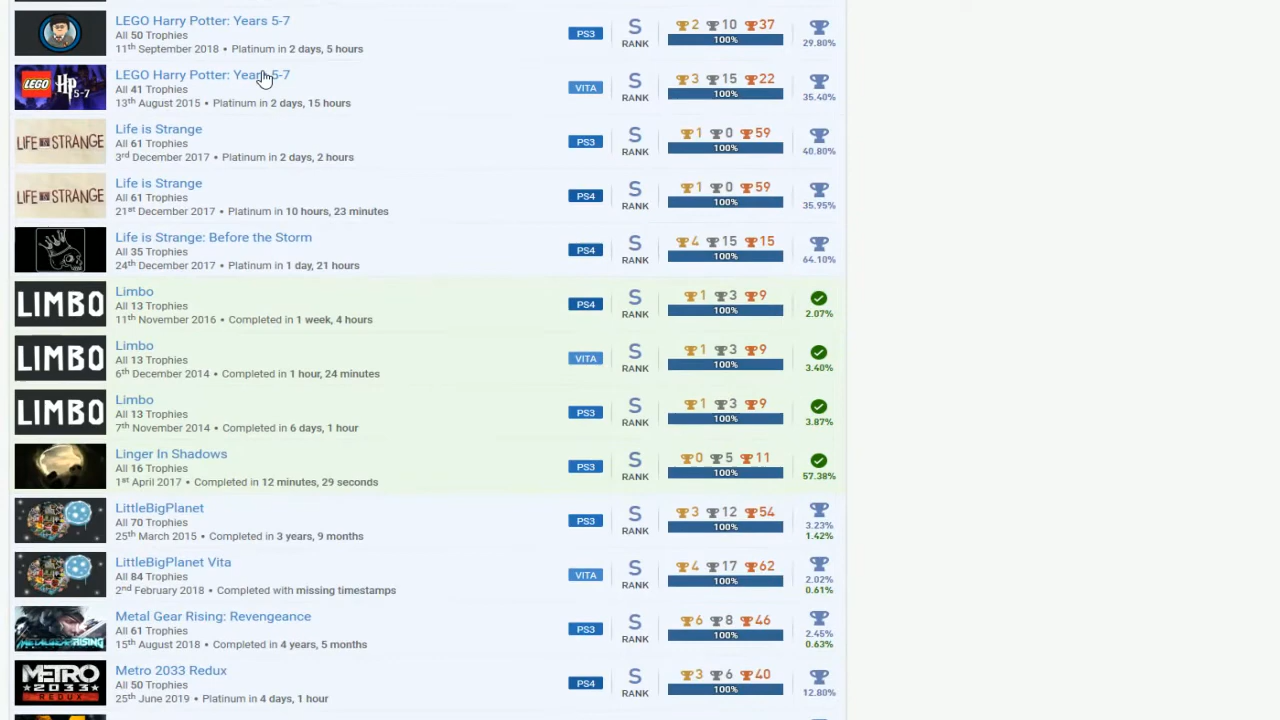 LEGO Harry Potter: Years 5-7
All 50 Trophies
11th September 2018 • Platinum in 2 days, 5 hours
PS3
S
RANK
2 10 37
100%
29.80%
LEGO HP 5-7
LEGO Harry Potter: Years 5-7
All 41 Trophies
13th August 2015 • Platinum in 2 days, 15 hours
VITA
S
RANK
3 15 22
100%
35.40%
LIFE IS STRANGE
Life is Strange
All 61 Trophies
3rd December 2017 • Platinum in 2 days, 2 hours
PS3
S
RANK
1 0 59
100%
40.80%
LIFE IS STRANGE
Life is Strange
All 61 Trophies
21st December 2017 • Platinum in 10 hours, 23 minutes
PS4
S
RANK
1 0 59
100%
35.95%
Life is Strange: Before the Storm
All 35 Trophies
24th December 2017 • Platinum in 1 day, 21 hours
PS4
S
RANK
4 15 15
100%
64.10%
LIMBO
Limbo
All 13 Trophies
11th November 2016 • Completed in 1 week, 4 hours
PS4
S
RANK
1 3 9
100%
2.07%
LIMBO
Limbo
All 13 Trophies
6th December 2014 • Completed in 1 hour, 24 minutes
VITA
S
RANK
1 3 9
100%
3.40%
LIMBO
Limbo
All 13 Trophies
7th November 2014 • Completed in 6 days, 1 hour
PS3
S
RANK
1 3 9
100%
3.87%
Linger In Shadows
All 16 Trophies
1st April 2017 • Completed in 12 minutes, 29 seconds
PS3
S
RANK
0 5 11
100%
57.38%
LittleBigPlanet
All 70 Trophies
25th March 2015 • Completed in 3 years, 9 months
PS3
S
RANK
3 12 54
100%
3.23%
1.42%
LittleBigPlanet Vita
All 84 Trophies
2nd February 2018 • Completed with missing timestamps
VITA
S
RANK
4 17 62
100%
2.02%
0.61%
METAL GEAR RISING
Metal Gear Rising: Revengeance
All 61 Trophies
15th August 2018 • Completed in 4 years, 5 months
PS3
S
RANK
6 8 46
100%
2.45%
0.63%
METRO
2033
REDUX
Metro 2033 Redux
All 50 Trophies
25th June 2019 • Platinum in 4 days, 1 hour
PS4
S
RANK
3 6 40
100%
12.80%